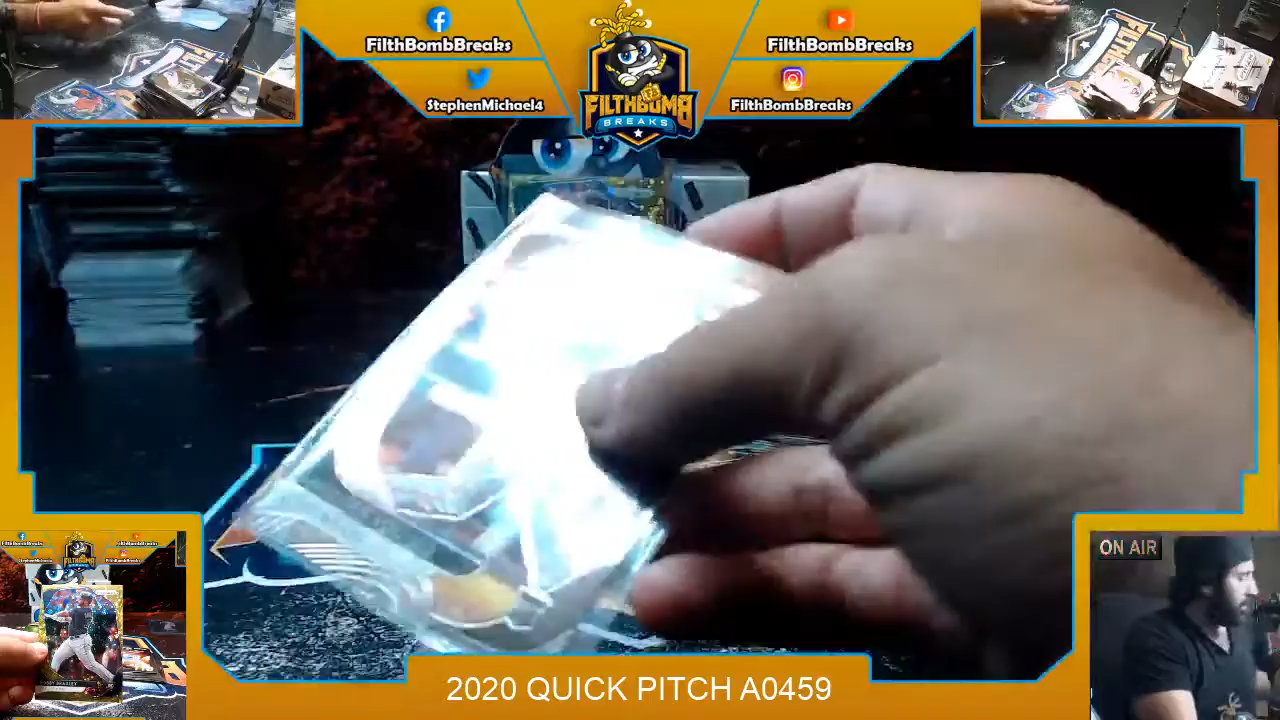 FilthBombBreaks
StephenMichael4
FILTHBOMB
BREAKS
FilthBombBreaks
FilthBombBreaks
ON AIR
2020 QUICK PITCH A0459